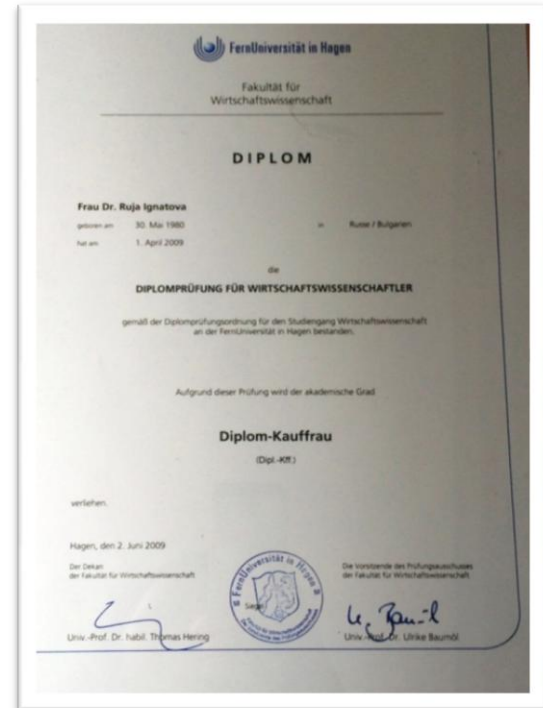 FernUniversität in Hagen
Fakultät für
Wirtschaftswissenschaft
DIPLOM
Frau Dr. Ruja Ignatova
geboren am 30. Mai 1980 in Russe / Bulgarien
hat am 1. April 2009
die
DIPLOMPRÜFUNG FÜR WIRTSCHAFTSWISSENSCHAFTLER
gemäß der Diplomprüfungsordnung für den Studiengang Wirtschaftswissenschaft
an der FernUniversität in Hagen bestanden.
Aufgrund dieser Prüfung wird der akademische Grad
Diplom-Kauffrau
(Dipl.-Kff.)
verliehen.
Hagen, den 2. Juni 2009
Der Dekan
der Fakultät für Wirtschaftswissenschaft
FernUniversität in Hagen
Siegel
Die Vorsitzende des Prüfungsausschusses
der Fakultät für Wirtschaftswissenschaft
Univ.-Prof. Dr. habil. Thomas Hering
Univ.-Prof. Dr. Ulrike Baumöl